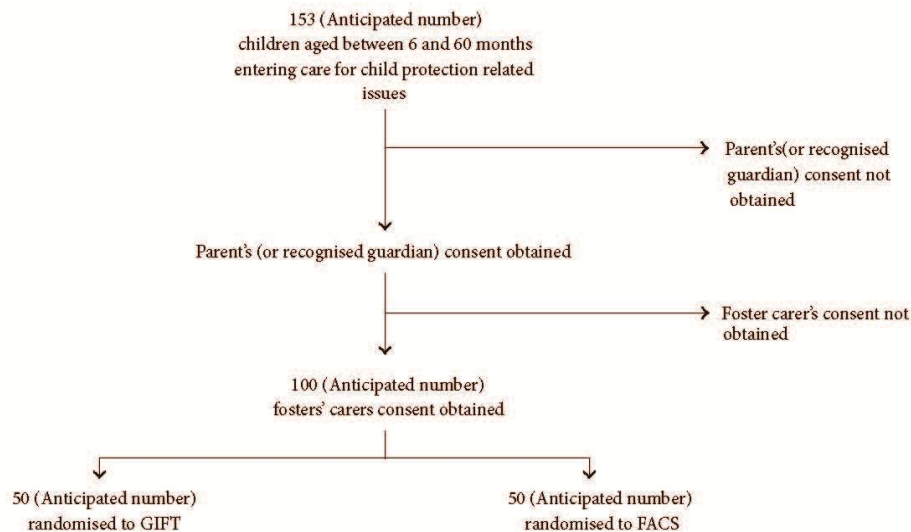 153 (Anticipated number)
children aged between 6 and 60 months
entering care for child protection related
issues
Parent's(or recognised
guardian) consent not
obtained
Parent's (or recognised guardian) consent obtained
Foster carer's consent not
obtained
100 (Anticipated number)
fosters' carers consent obtained
50 (Anticipated number)
randomised to GIFT
50 (Anticipated number)
randomised to FACS